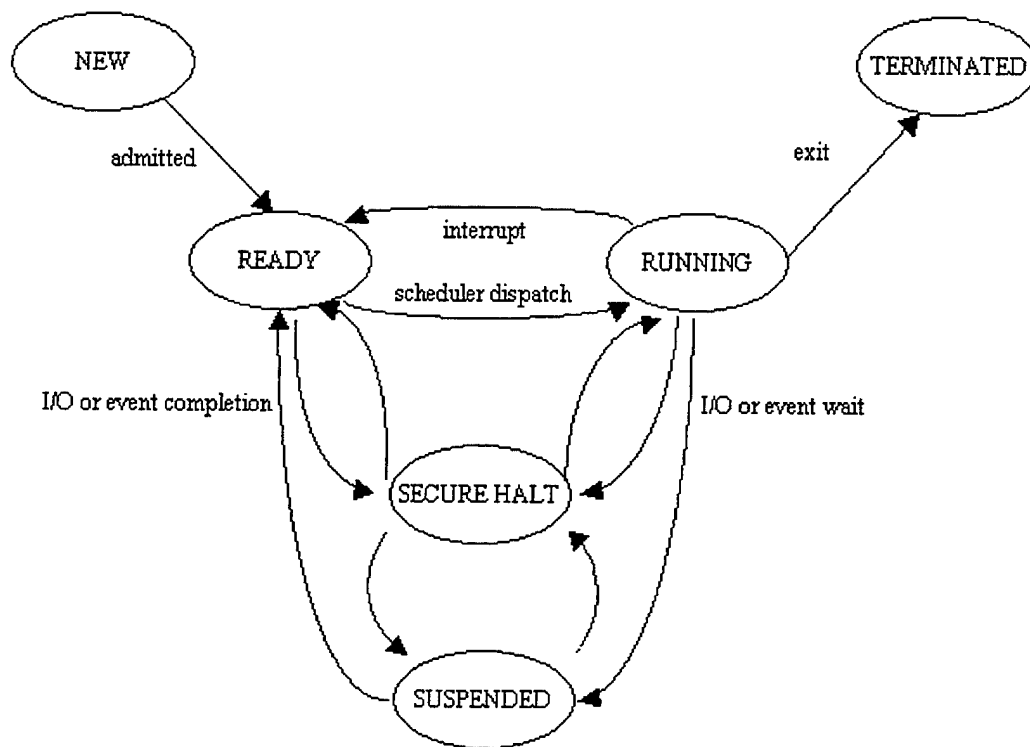 NEW
TERMINATED
admitted
exit
interrupt
READY
RUNNING
scheduler dispatch
I/O or event completion
I/O or event wait
SECURE HALT
SUSPENDED